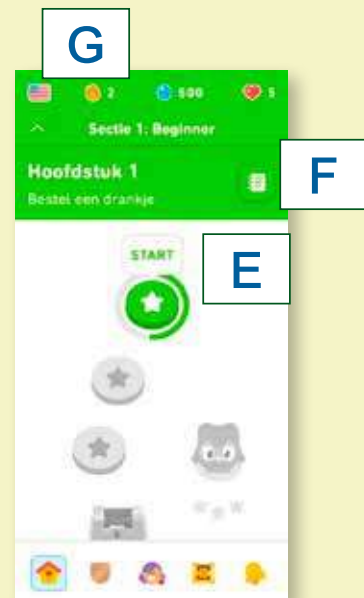 G
2 500 5
Sectie 1: Beginner
Hoofdstuk 1
Bestel een drankje
F
START
E